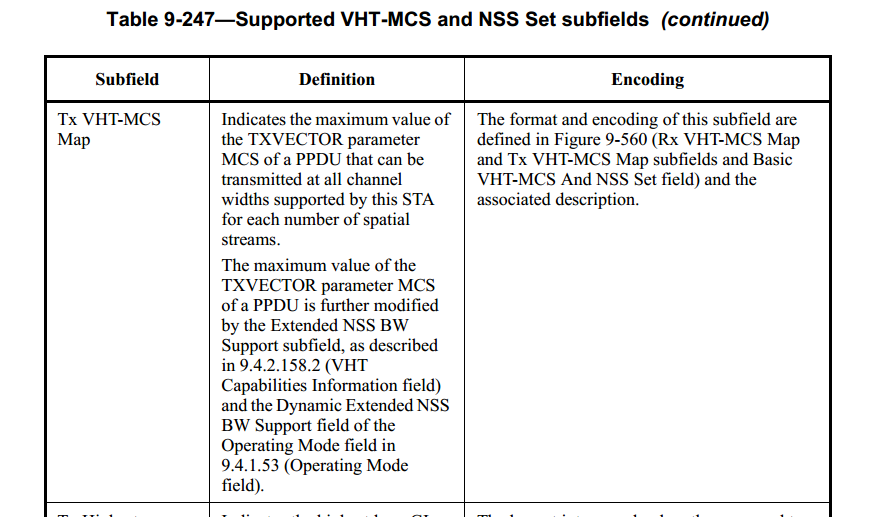 Table 9-247—Supported VHT-MCS and NSS Set subfields (continued)
Subfield
Definition
Encoding
Tx VHT-MCS
Map
Indicates the maximum value of
the TXVECTOR parameter
MCS of a PPDU that can be
transmitted at all channel
widths supported by this STA
for each number of spatial
streams.
The maximum value of the
TXVECTOR parameter MCS
of a PPDU is further modified
by the Extended NSS BW
Support subfield, as described
in 9.4.2.158.2 (VHT
Capabilities Information field)
and the Dynamic Extended NSS
BW Support field of the
Operating Mode field in
9.4.1.53 (Operating Mode
field).
The format and encoding of this subfield are
defined in Figure 9-560 (Rx VHT-MCS Map
and Tx VHT-MCS Map subfields and Basic
VHT-MCS And NSS Set field) and the
associated description.